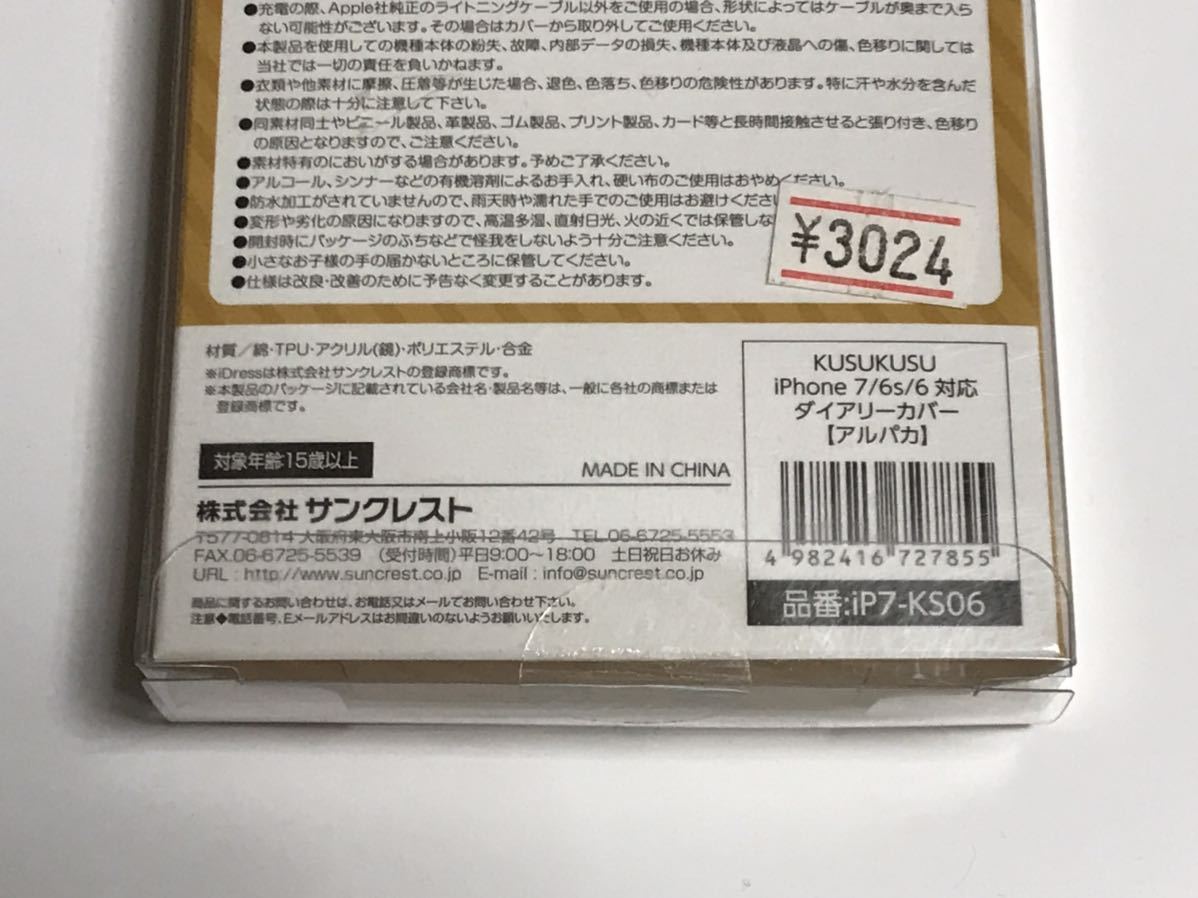 ●充電の際、Apple社純正のライトニングケーブル以外をご使用の場合、形状によってはケーブルが奥まで入ら
ない可能性がございます。その場合はカバーから取り外してご使用ください。
●本製品を使用しての機種本体の紛失、故障、内部データの損失、機種本体及び液晶への傷、色移りに関しては
当社では一切の責任を負いかねます。
●衣類や他素材に摩擦、圧着等が生じた場合、退色、色落ち、色移りの危険性があります。特に汗や水分を含んだ
状態の際は十分に注意して下さい。
●同素材同士やビニール製品、革製品、ゴム製品、プリント製品、カード等と長時間接触させると張り付き、色移り
の原因となりますので、ご注意ください。
●素材特有のにおいがする場合があります。予めご了承ください。
●アルコール、シンナーなどの有機溶剤によるお手入れ、硬い布のご使用はおやめください。
●防水加工がされていませんので、雨天時や濡れた手でのご使用はお避けくださ
●変形や劣化の原因になりますので、高温多湿、直射日光、火の近くでは保管しな
●開封時にパッケージのふちなどで怪我をしないよう十分ご注意ください。
●小さなお子様の手の届かないところに保管してください。
●仕様は改良・改善のために予告なく変更することがあります。
¥3024
材質／綿・TPU・アクリル(鏡)・ポリエステル・合金
※iDressは株式会社サンクレストの登録商標です。
※本製品のパッケージに記載されている会社名・製品名等は、一般に各社の商標または
登録商標です。
対象年齢15歳以上
MADE IN CHINA
株式会社 サンクレスト
〒577-0814 大阪府東大阪市南上小阪12番42号 TEL.06-6725-5553
FAX.06-6725-5539 (受付時間)平日9:00〜18:00 土日祝日お休み
URL : http://www.suncrest.co.jp E-mail : info@suncrest.co.jp
商品に関するお問い合わせは、お電話又はメールでお問い合わせ下さい。
注意◆電話番号、Eメールアドレスはお間違いのないようお願いいたします。
KUSUKUSU
iPhone 7/6s/6 対応
ダイアリーカバー
【アルパカ】
4 982416 727855
品番:iP7-KS06